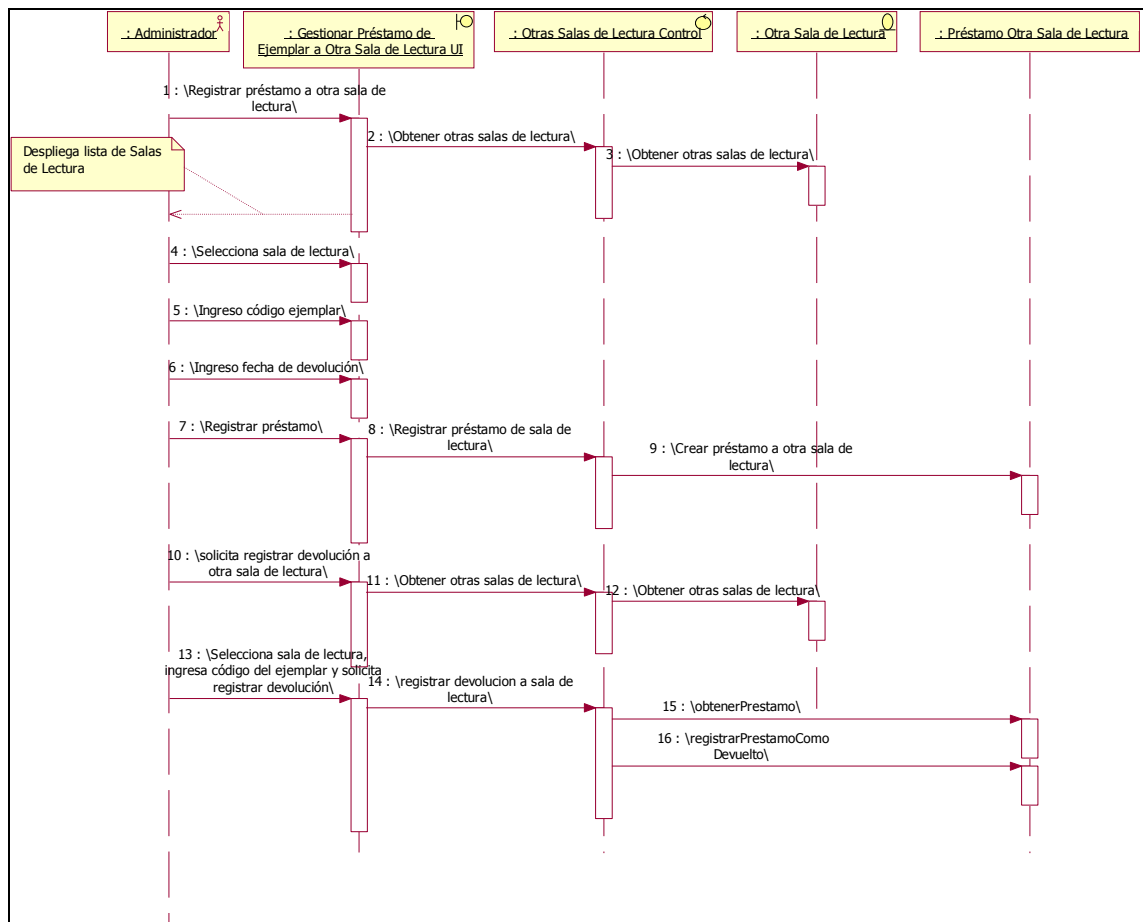 : Administrador
: Gestionar Préstamo de
Ejemplar a Otra Sala de Lectura UI
: Otras Salas de Lectura Control
: Otra Sala de Lectura
: Préstamo Otra Sala de Lectura
1 : \Registrar préstamo a otra sala de
lectura\
2 : \Obtener otras salas de lectura\
3 : \Obtener otras salas de lectura\
Despliega lista de Salas
de Lectura
4 : \Selecciona sala de lectura\
5 : \Ingreso código ejemplar\
6 : \Ingreso fecha de devolución\
7 : \Registrar préstamo\
8 : \Registrar préstamo de sala de
lectura\
9 : \Crear préstamo a otra sala de
lectura\
10 : \solicita registrar devolución a
otra sala de lectura\
11 : \Obtener otras salas de lectura\
12 : \Obtener otras salas de lectura\
13 : \Selecciona sala de lectura,
ingresa código del ejemplar y solicita
registrar devolución\
14 : \registrar devolucion a sala de
lectura\
15 : \obtenerPrestamo\
16 : \registrarPrestamoComo
Devuelto\